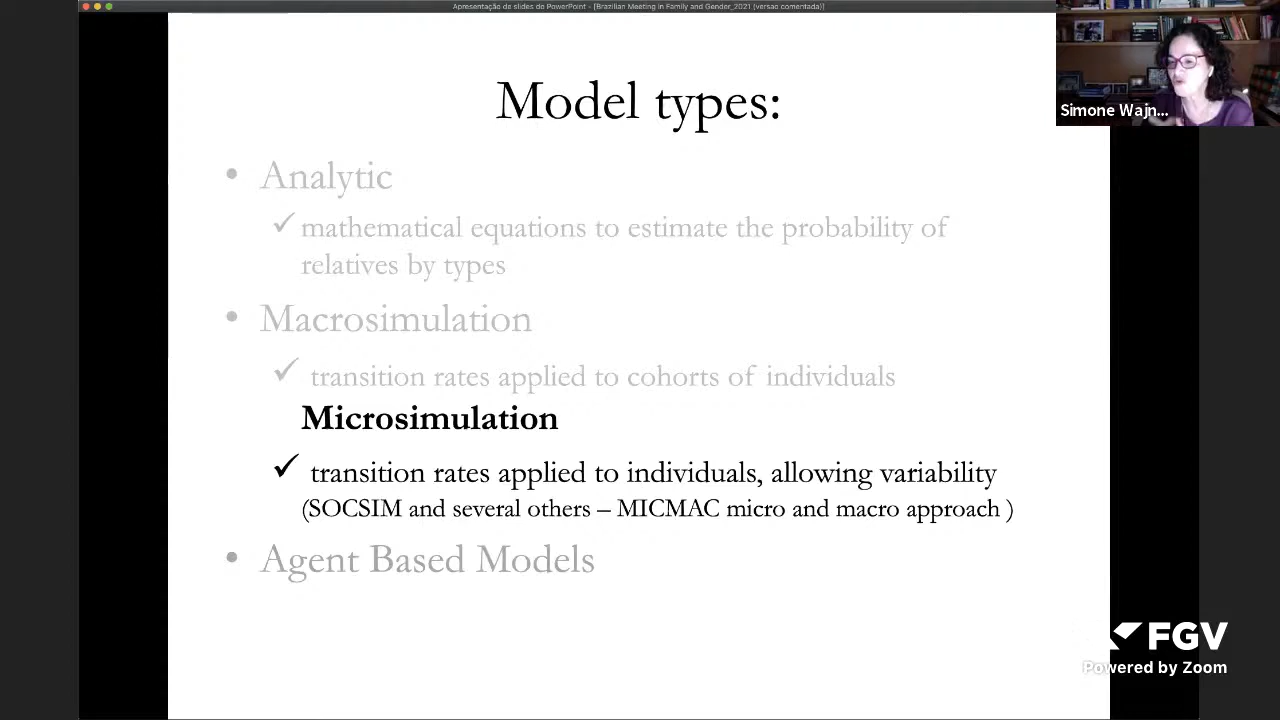 Apresentação de slides do PowerPoint - [Brazilian Meeting in Family and Gender_2021 (versao comentada)]
Simone Wajn...
Model types:
• Analytic
✓ mathematical equations to estimate the probability of
relatives by types
• Macrosimulation
✓ transition rates applied to cohorts of individuals
Microsimulation
✓ transition rates applied to individuals, allowing variability
(SOCSIM and several others – MICMAC micro and macro approach )
• Agent Based Models
FGV
Powered by Zoom